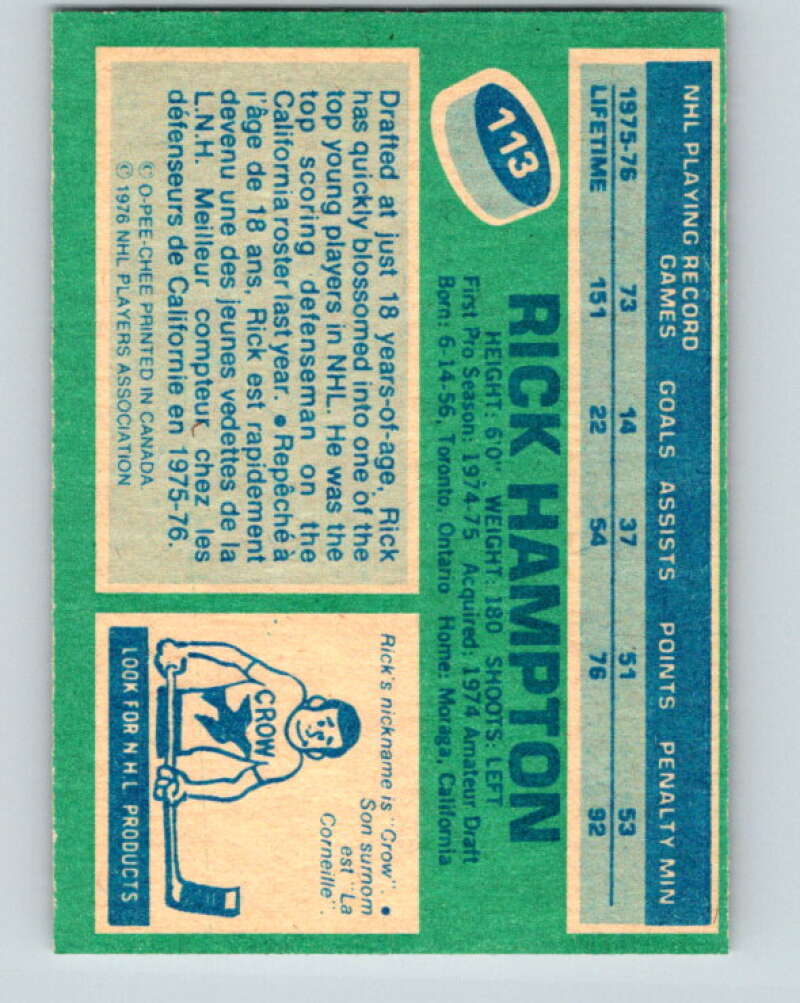 NHL PLAYING RECORD
GAMES GOALS ASSISTS POINTS PENALTY MIN
1975-76 73 14 37 51 53
LIFETIME 151 22 54 76 92
113
RICK HAMPTON
HEIGHT: 6'0" WEIGHT: 180 SHOOTS: LEFT
First Pro Season: 1974-75 Acquired: 1974 Amateur Draft
Born: 6-14-56, Toronto, Ontario Home: Moraga, California
Drafted at just 18 years-of-age, Rick
has quickly blossomed into one of the
top young players in NHL. He was the
top scoring defenseman on the
California roster last year. • Repêché à
l'âge de 18 ans, Rick est rapidement
devenu une des jeunes vedettes de la
L.N.H. Meilleur compteur chez les
défenseurs de Californie en 1975-76.
© O-PEE-CHEE PRINTED IN CANADA.
© 1976 NHL PLAYERS ASSOCIATION
Rick's nickname is "Crow". •
Son surnom
est "La
Corneille".
CROW
LOOK FOR N.H.L. PRODUCTS